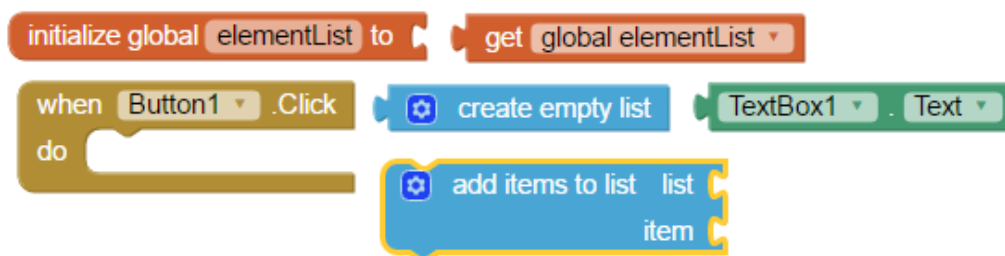 initialize global elementList to get global elementList
when Button1 .Click create empty list TextBox1 . Text
do
add items to list list
item